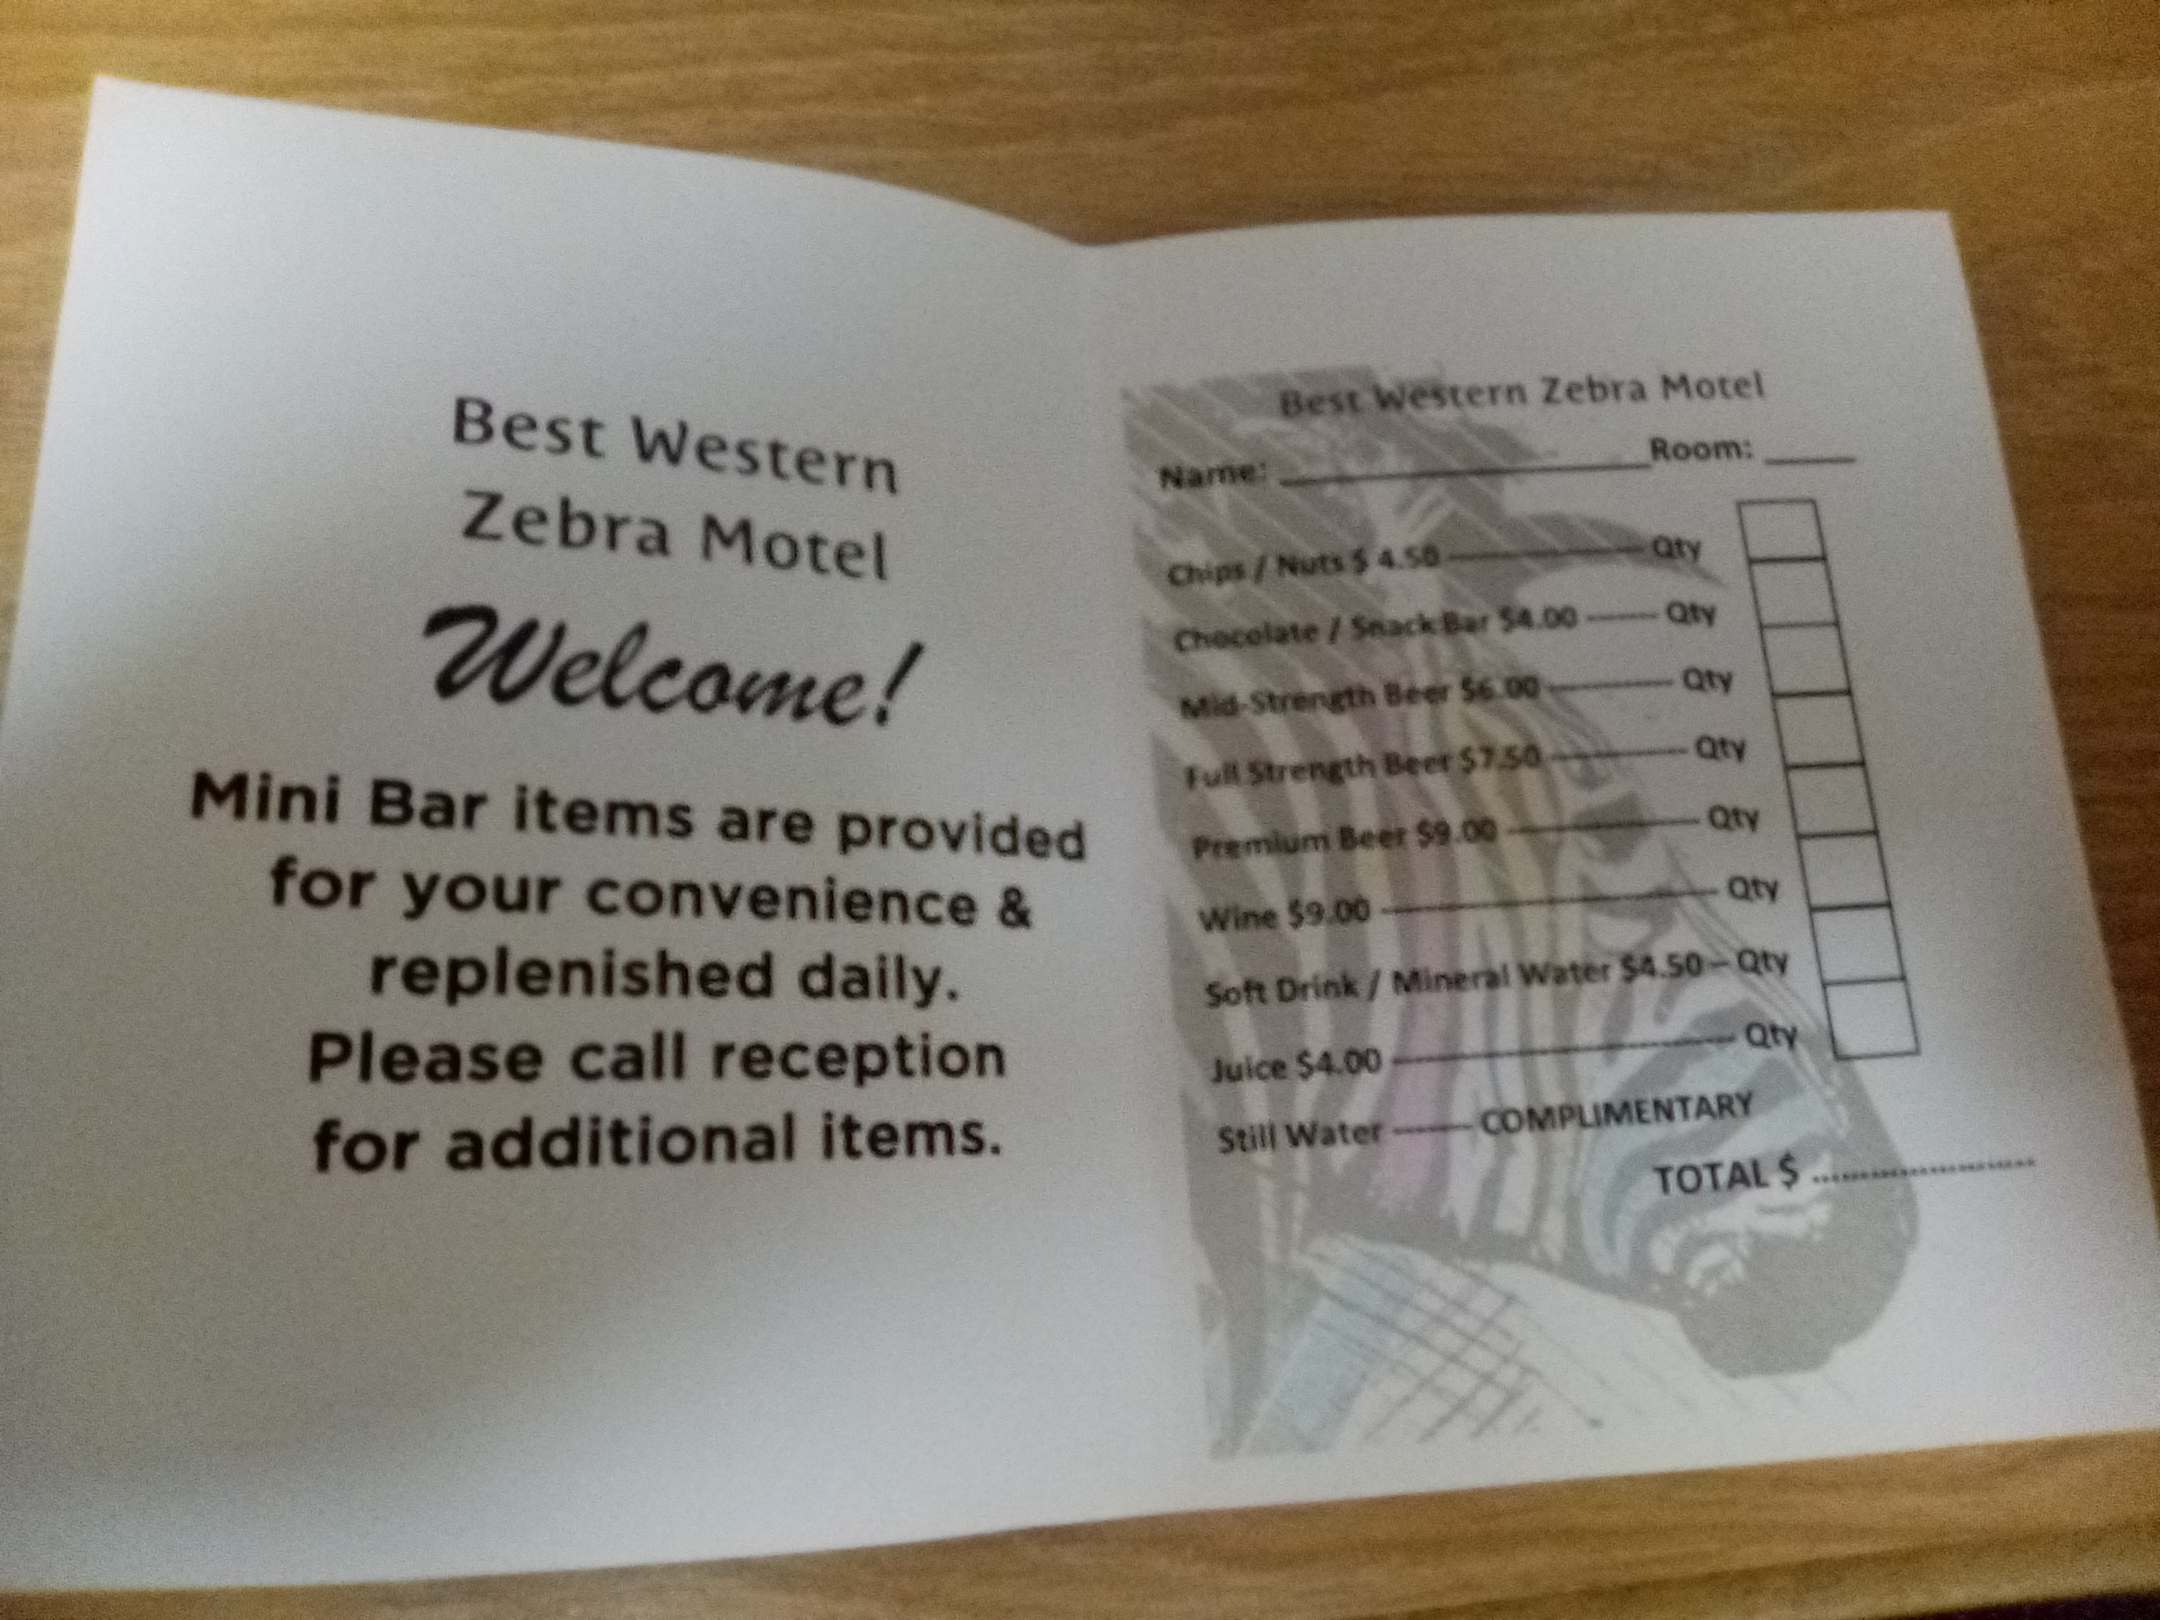 Best Western
Zebra Motel
Welcome!
Mini Bar items are provided
for your convenience &
replenished daily.
Please call reception
for additional items.
Best Western Zebra Motel
Name: ____________________Room: _____
Chips / Nuts $ 4.50 ------------------ Qty
Chocolate / Snack Bar $4.00 ------- Qty
Mid-Strength Beer $6.00 ------------ Qty
Full Strength Beer $7.50 ------------- Qty
Premium Beer $9.00 ------------------ Qty
Wine $9.00 -------------------------------- Qty
Soft Drink / Mineral Water $4.50 -- Qty
Juice $4.00 --------------------------------- Qty
Still Water ------- COMPLIMENTARY
TOTAL $ ..........................